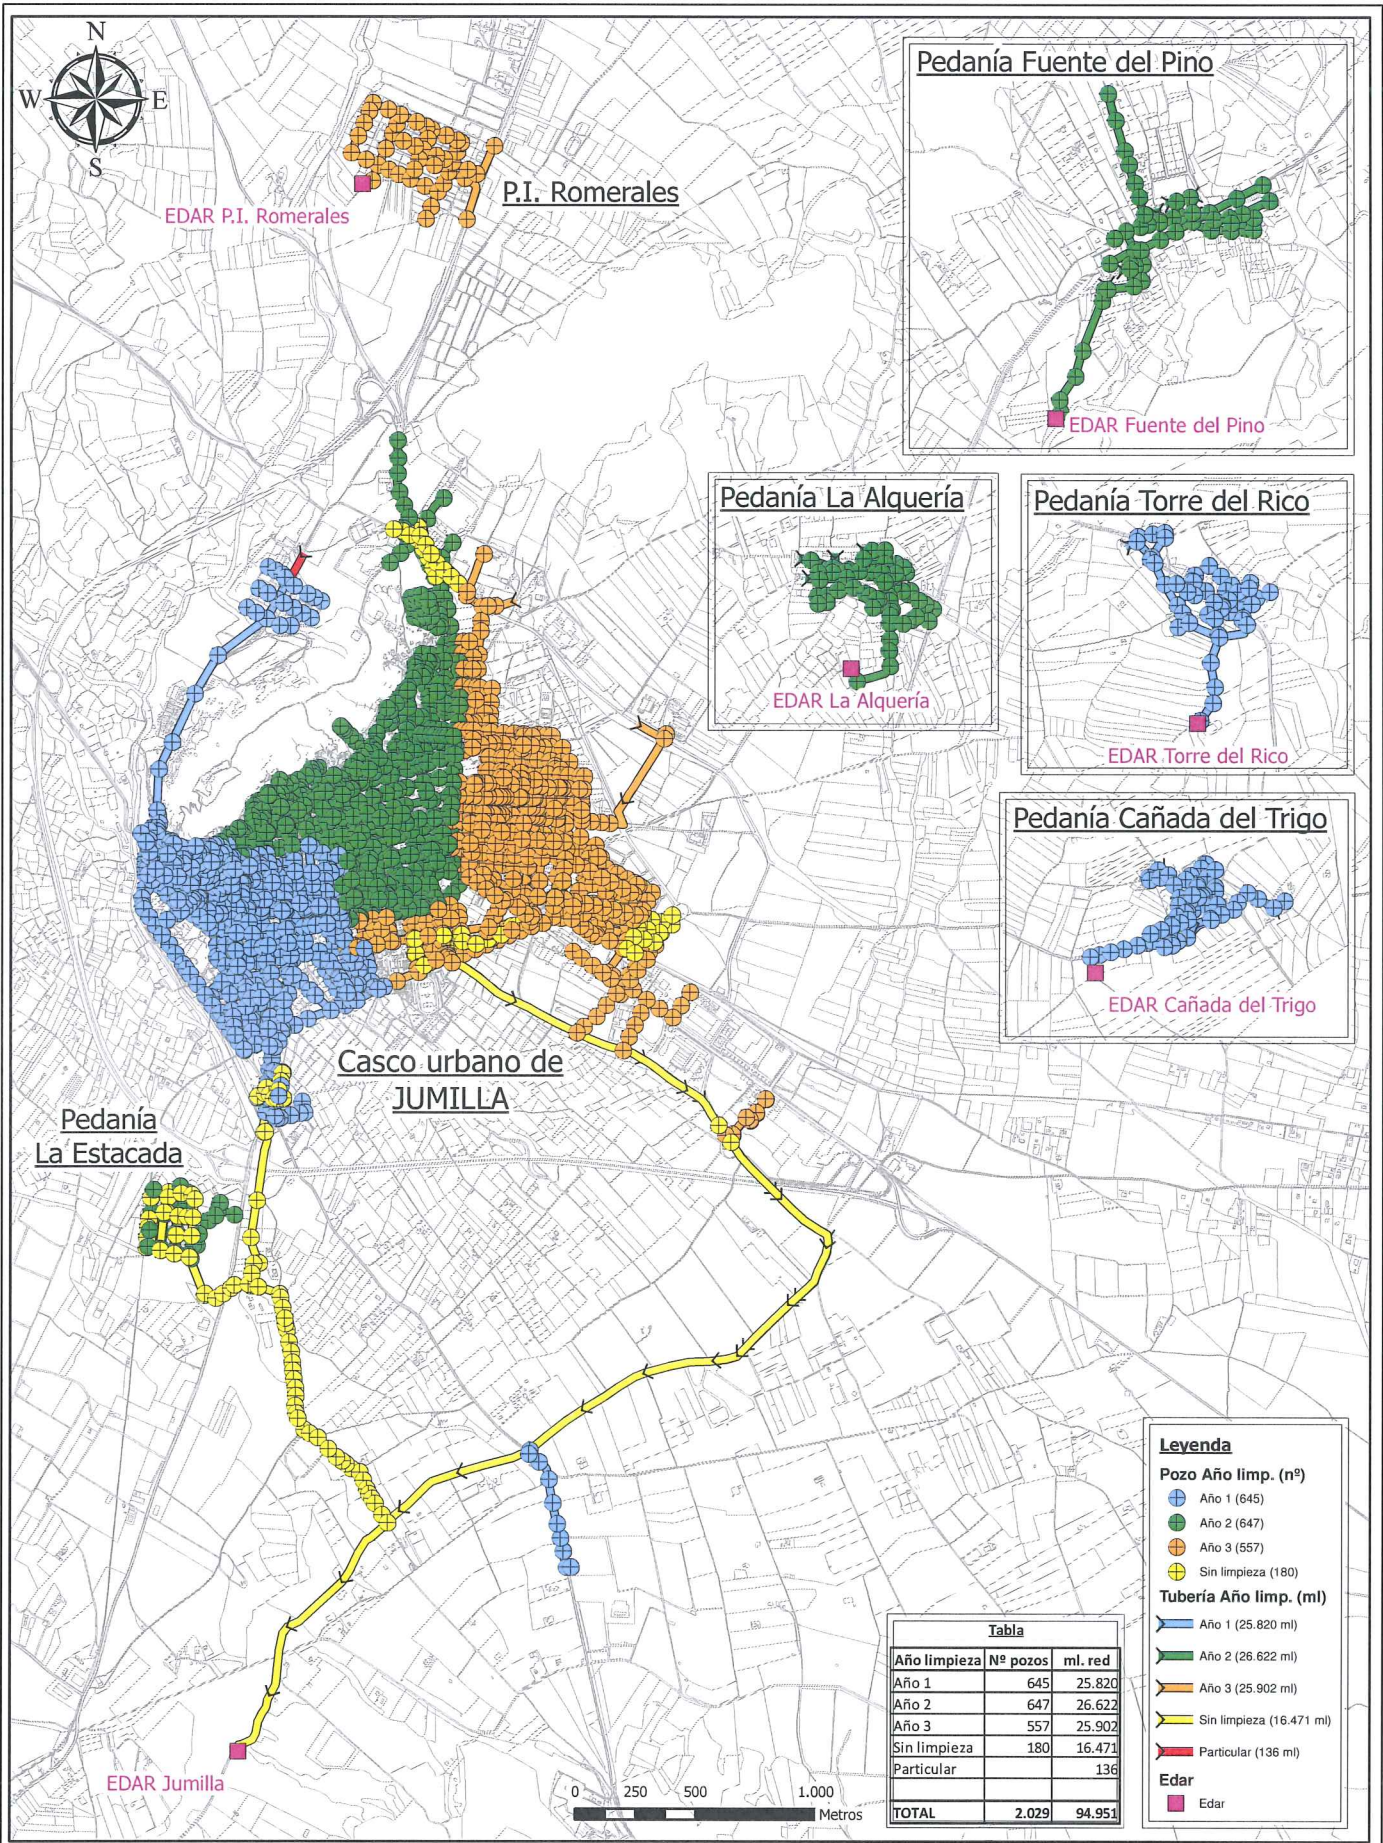 N
W
E
S
Pedanía Fuente del Pino
EDAR Fuente del Pino
P.I. Romerales
EDAR P.I. Romerales
Pedanía La Alquería
EDAR La Alquería
Pedanía Torre del Rico
EDAR Torre del Rico
Pedanía Cañada del Trigo
EDAR Cañada del Trigo
Casco urbano de
JUMILLA
Pedanía
La Estacada
EDAR Jumilla
0 250 500 1.000
Metros
Tabla
Año limpieza Nº pozos ml. red
Año 1 645 25.820
Año 2 647 26.622
Año 3 557 25.902
Sin limpieza 180 16.471
Particular 136
TOTAL 2.029 94.951
Leyenda
Pozo Año limp. (nº)
Año 1 (645)
Año 2 (647)
Año 3 (557)
Sin limpieza (180)
Tubería Año limp. (ml)
Año 1 (25.820 ml)
Año 2 (26.622 ml)
Año 3 (25.902 ml)
Sin limpieza (16.471 ml)
Particular (136 ml)
Edar
Edar